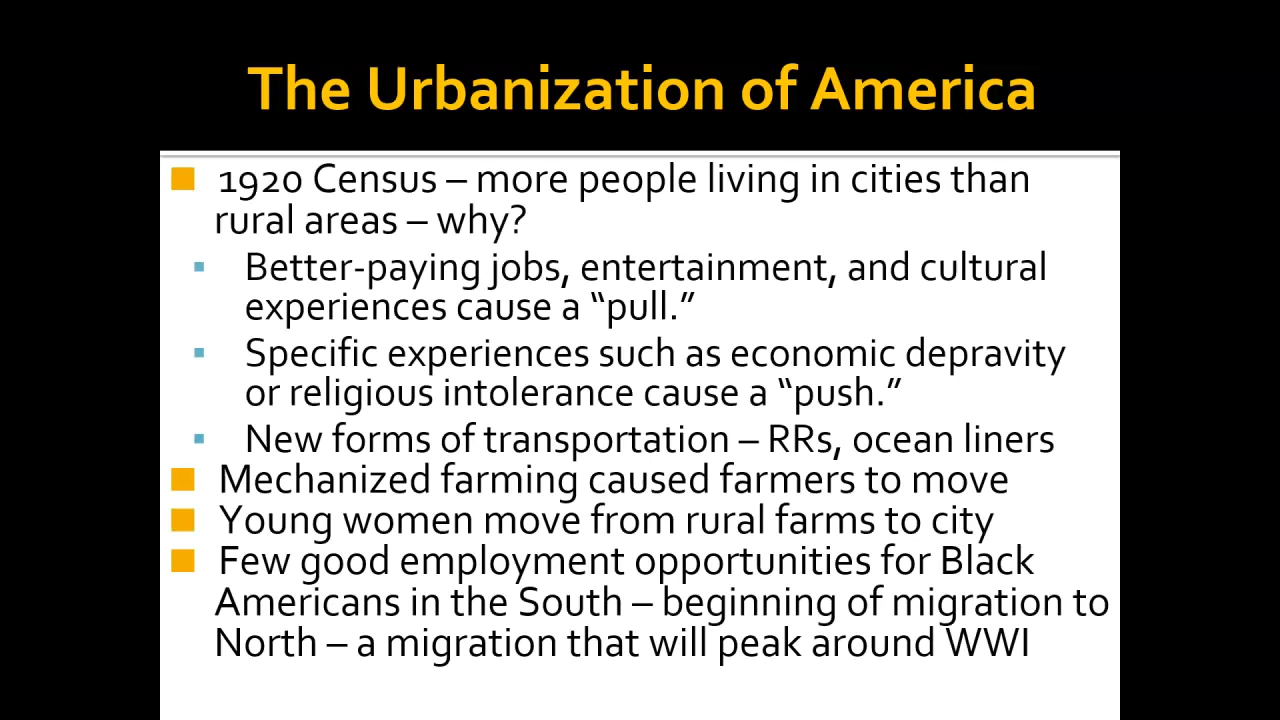 The Urbanization of America
1920 Census – more people living in cities than
rural areas – why?
Better-paying jobs, entertainment, and cultural
experiences cause a “pull.”
Specific experiences such as economic depravity
or religious intolerance cause a “push.”
New forms of transportation – RRs, ocean liners
Mechanized farming caused farmers to move
Young women move from rural farms to city
Few good employment opportunities for Black
Americans in the South – beginning of migration to
North – a migration that will peak around WWI